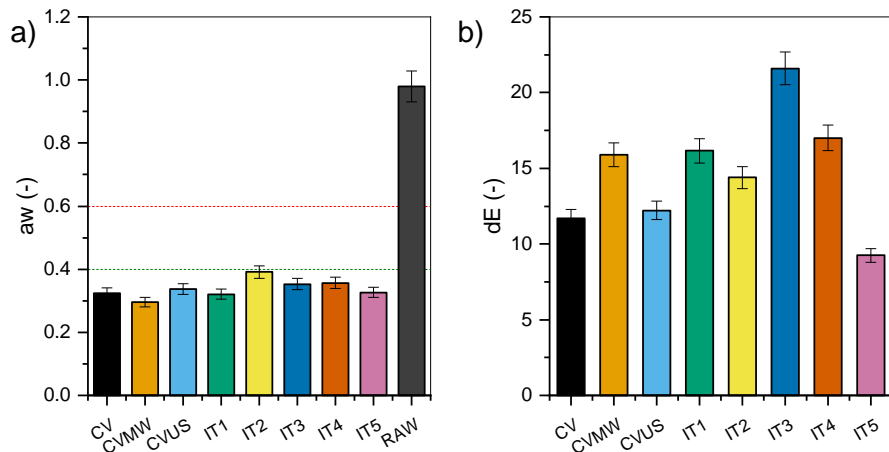 a)
aw (-)
1.2
1.0
0.8
0.6
0.4
0.2
0.0
CV
CVMW
CVUS
IT1
IT2
IT3
IT4
IT5
RAW
b)
dE (-)
25
20
15
10
5
0
CV
CVMW
CVUS
IT1
IT2
IT3
IT4
IT5